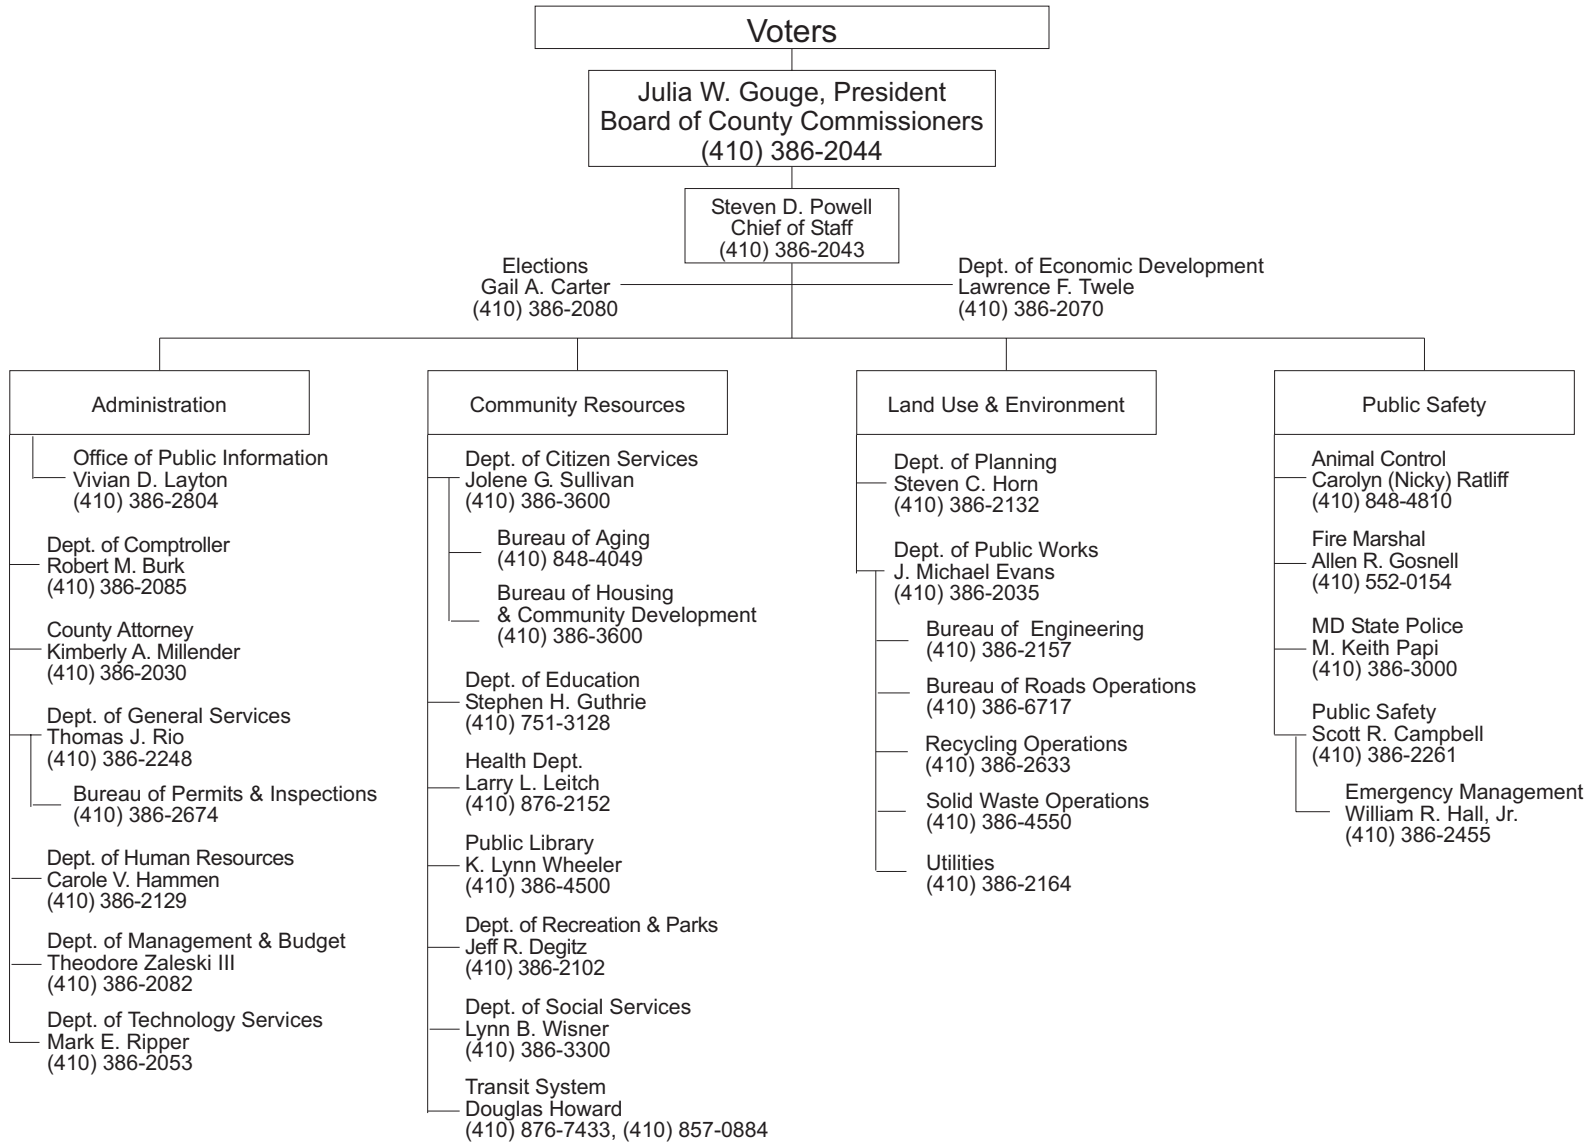 Voters
Julia W. Gouge, President
Board of County Commissioners
(410) 386-2044
Steven D. Powell
Chief of Staff
(410) 386-2043
Elections
Gail A. Carter
(410) 386-2080
Dept. of Economic Development
Lawrence F. Twele
(410) 386-2070
Administration
Office of Public Information
Vivian D. Layton
(410) 386-2804
Dept. of Comptroller
Robert M. Burk
(410) 386-2085
County Attorney
Kimberly A. Millender
(410) 386-2030
Dept. of General Services
Thomas J. Rio
(410) 386-2248
Bureau of Permits & Inspections
(410) 386-2674
Dept. of Human Resources
Carole V. Hammen
(410) 386-2129
Dept. of Management & Budget
Theodore Zaleski III
(410) 386-2082
Dept. of Technology Services
Mark E. Ripper
(410) 386-2053
Community Resources
Dept. of Citizen Services
Jolene G. Sullivan
(410) 386-3600
Bureau of Aging
(410) 848-4049
Bureau of Housing
& Community Development
(410) 386-3600
Dept. of Education
Stephen H. Guthrie
(410) 751-3128
Health Dept.
Larry L. Leitch
(410) 876-2152
Public Library
K. Lynn Wheeler
(410) 386-4500
Dept. of Recreation & Parks
Jeff R. Degitz
(410) 386-2102
Dept. of Social Services
Lynn B. Wisner
(410) 386-3300
Transit System
Douglas Howard
(410) 876-7433, (410) 857-0884
Land Use & Environment
Dept. of Planning
Steven C. Horn
(410) 386-2132
Dept. of Public Works
J. Michael Evans
(410) 386-2035
Bureau of Engineering
(410) 386-2157
Bureau of Roads Operations
(410) 386-6717
Recycling Operations
(410) 386-2633
Solid Waste Operations
(410) 386-4550
Utilities
(410) 386-2164
Public Safety
Animal Control
Carolyn (Nicky) Ratliff
(410) 848-4810
Fire Marshal
Allen R. Gosnell
(410) 552-0154
MD State Police
M. Keith Papi
(410) 386-3000
Public Safety
Scott R. Campbell
(410) 386-2261
Emergency Management
William R. Hall, Jr.
(410) 386-2455